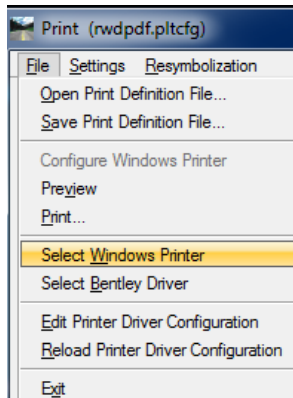 Print (rwdpdf.pltcfg)
File Settings Resymbolization
Open Print Definition File...
Save Print Definition File...
Configure Windows Printer
Preview
Print...
Select Windows Printer
Select Bentley Driver
Edit Printer Driver Configuration
Reload Printer Driver Configuration
Exit